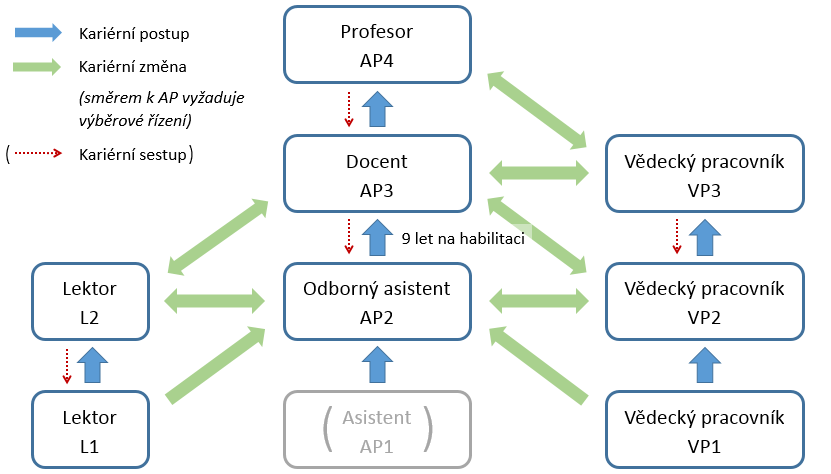 Kariérní postup
Kariérní změna
(směrem k AP vyžaduje
výběrové řízení)
( Kariérní sestup)
Profesor
AP4
Docent
AP3
Vědecký pracovník
VP3
9 let na habilitaci
Lektor
L2
Odborný asistent
AP2
Vědecký pracovník
VP2
Lektor
L1
( Asistent )
AP1
Vědecký pracovník
VP1